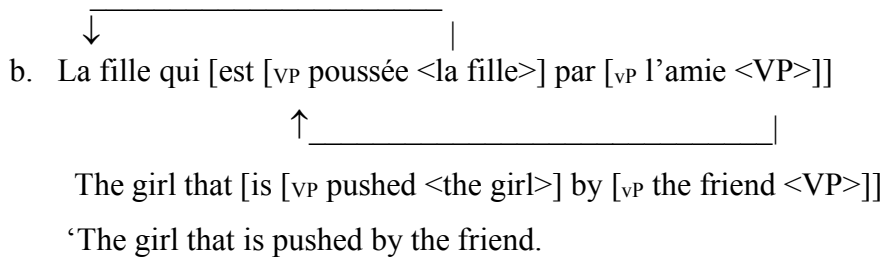 b. La fille qui [est [VP poussée <la fille>] par [vP l’amie <VP>]]
The girl that [is [VP pushed <the girl>] by [vP the friend <VP>]]
‘The girl that is pushed by the friend.